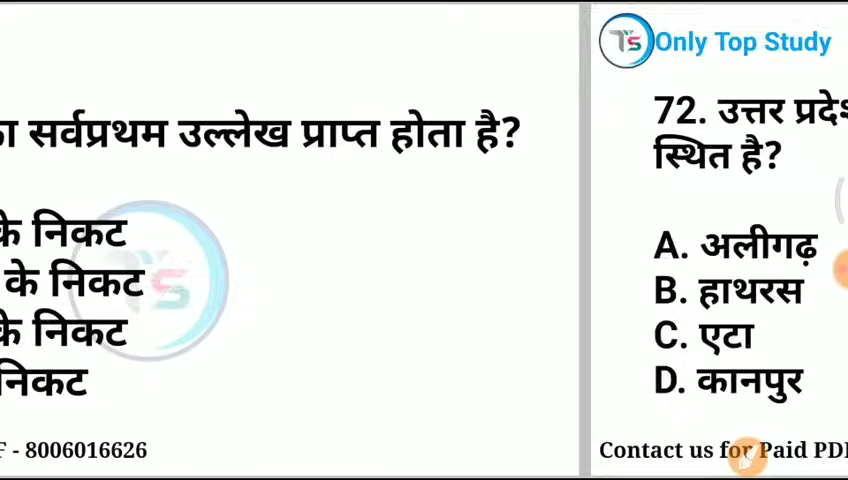 ा सर्वप्रथम उल्लेख प्राप्त होता है?
के निकट
के निकट
के निकट
निकट
F - 8006016626
TS Only Top Study
72. उत्तर प्रदेश
स्थित है?
A. अलीगढ़
B. हाथरस
C. एटा
D. कानपुर
Contact us for Paid PDF